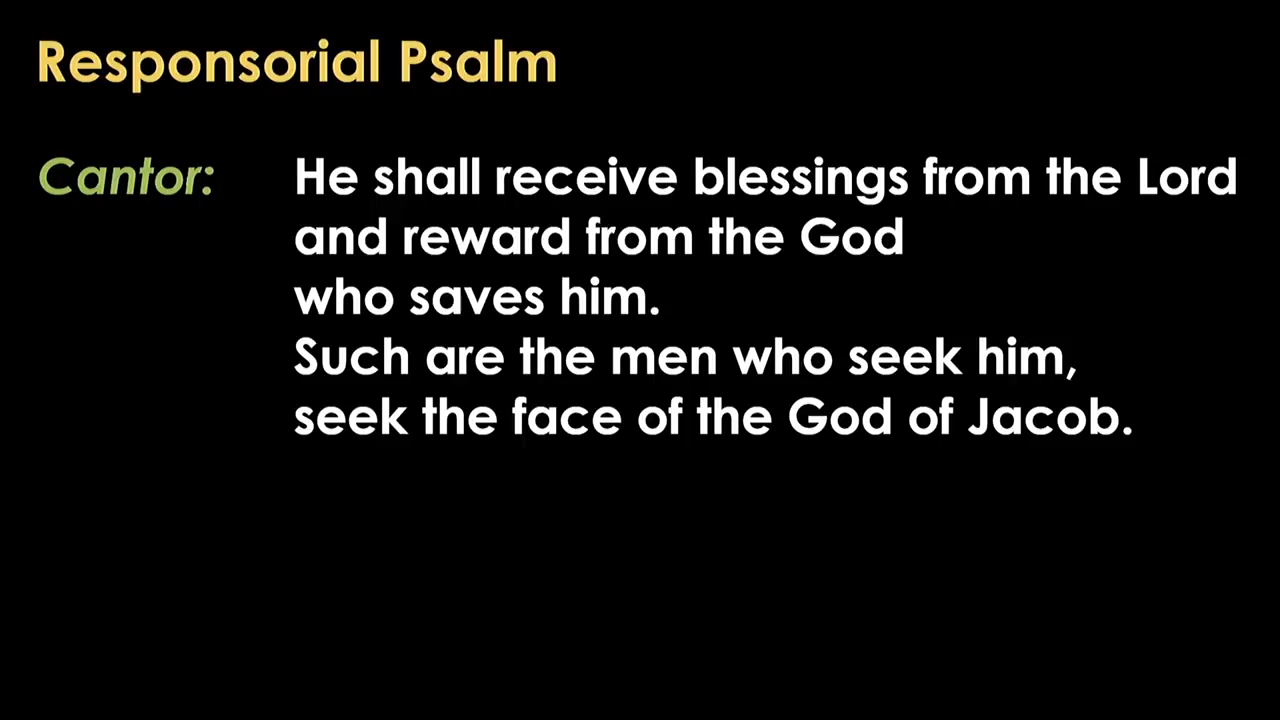 Responsorial Psalm
Cantor: He shall receive blessings from the Lord
and reward from the God
who saves him.
Such are the men who seek him,
seek the face of the God of Jacob.